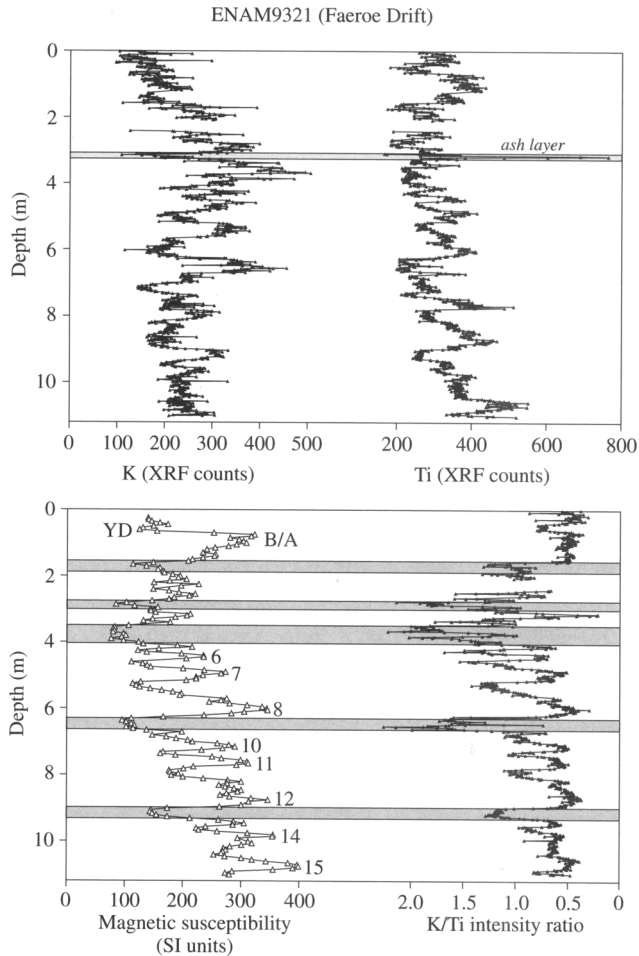 ENAM9321 (Faeroe Drift)
0
2
4
6
8
10
Depth (m)
ash layer
0 100 200 300 400 500 200 400 600 800
K (XRF counts) Ti (XRF counts)
0
2
4
6
8
10
Depth (m)
YD
B/A
6
7
8
10
11
12
14
15
0 100 200 300 400 2.0 1.5 1.0 0.5 0
Magnetic susceptibility K/Ti intensity ratio
(SI units)